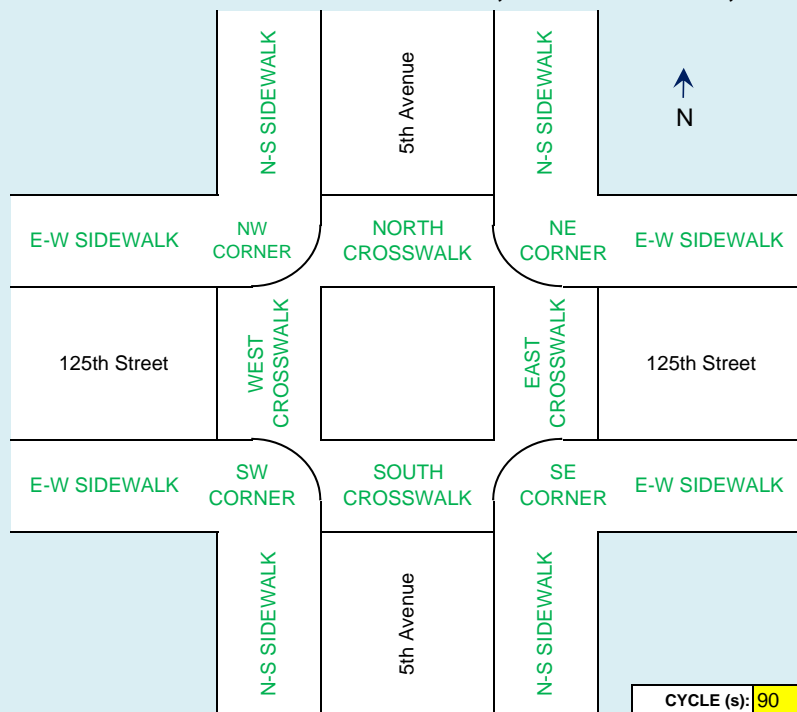 N-S SIDEWALK
5th Avenue
N-S SIDEWALK
N
E-W SIDEWALK
NW
CORNER
NORTH
CROSSWALK
NE
CORNER
E-W SIDEWALK
125th Street
WEST
CROSSWALK
EAST
CROSSWALK
125th Street
E-W SIDEWALK
SW
CORNER
SOUTH
CROSSWALK
SE
CORNER
E-W SIDEWALK
N-S SIDEWALK
5th Avenue
N-S SIDEWALK
CYCLE (s): 90